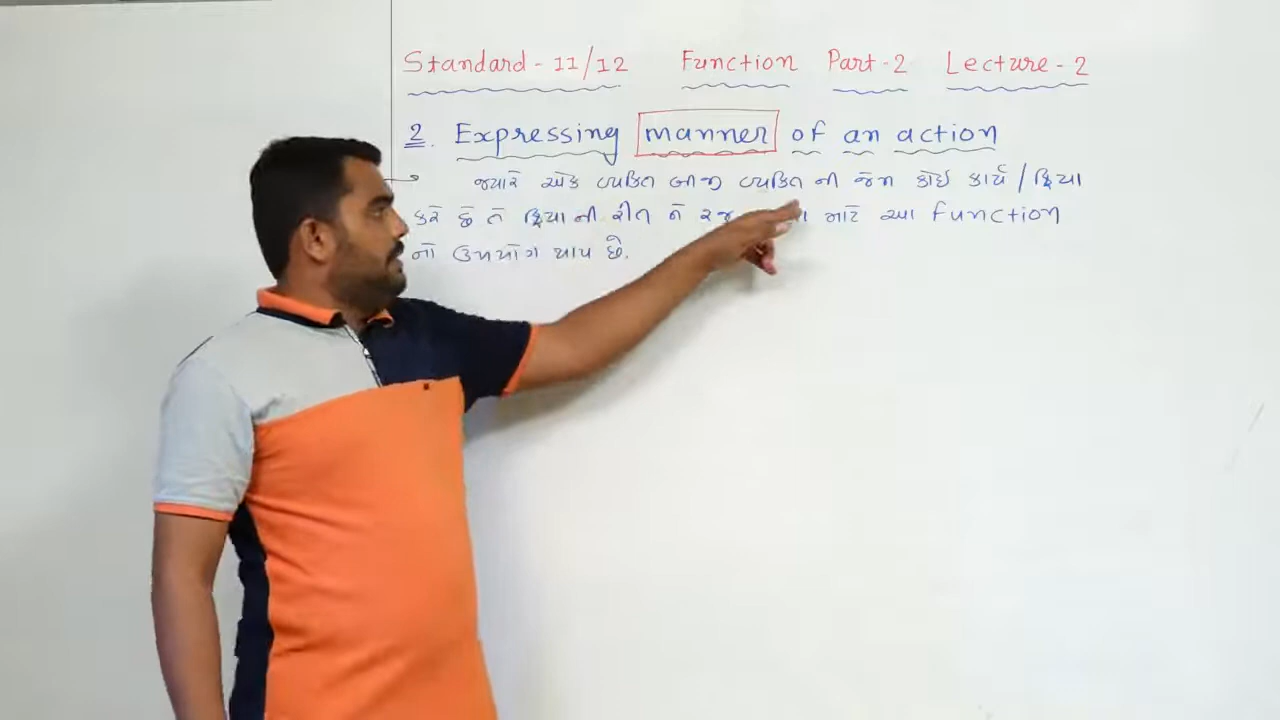 Standard - 11/12 Function Part-2 Lecture - 2
2. Expressing manner of an action
જ્યારે એક વ્યકિત બીજી વ્યકિત ની જેમ કોઈ કાર્ય / ક્રિયા
કરે છે તે ક્રિયા ની રીત ને માટે આ Function
નો ઉપયોગ થાય છે.